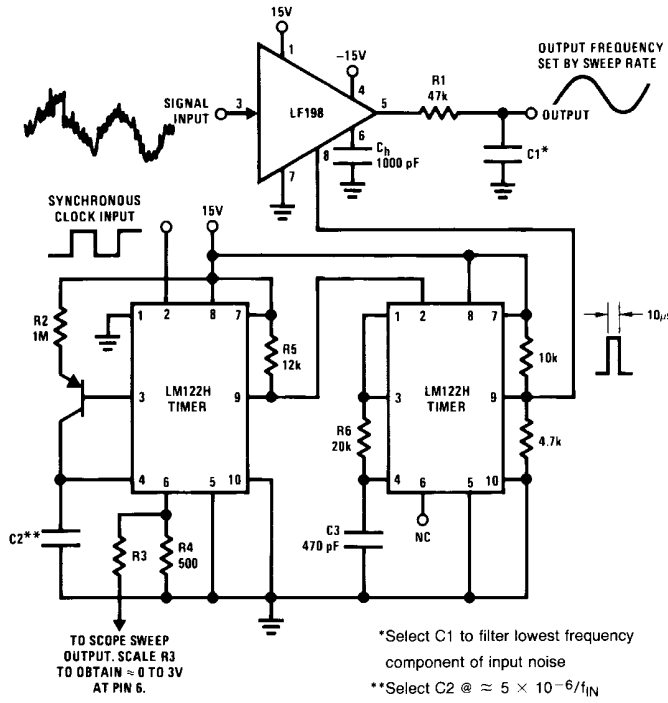 15V
1
-15V
4
OUTPUT FREQUENCY
SET BY SWEEP RATE
SIGNAL
INPUT
3
LF198
5
R1
47k
OUTPUT
6
8
Ch
1000 pF
C1*
7
SYNCHRONOUS
CLOCK INPUT
15V
R2
1M
1
2
8
7
R5
12k
LM122H
TIMER
3
9
4
6
5
10
C2**
R3
R4
500
1
2
8
7
10k
LM122H
TIMER
3
9
R6
20k
4.7k
4
6
5
10
C3
470 pF
NC
10μs
TO SCOPE SWEEP
OUTPUT. SCALE R3
TO OBTAIN ≈ 0 TO 3V
AT PIN 6.
*Select C1 to filter lowest frequency
component of input noise
**Select C2 @ ≈ 5 × 10−6/fIN